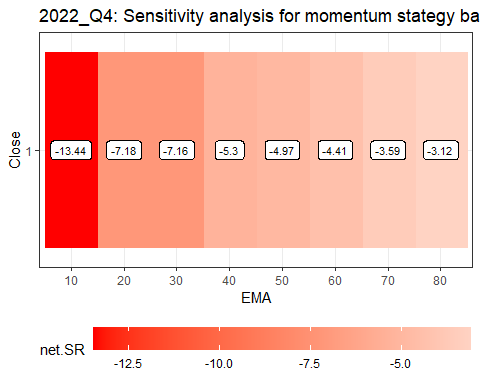 2022_Q4: Sensitivity analysis for momentum stategy ba
Close
1
-13.44 -7.18 -7.16 -5.3 -4.97 -4.41 -3.59 -3.12
10 20 30 40 50 60 70 80
EMA
net.SR
-12.5 -10.0 -7.5 -5.0